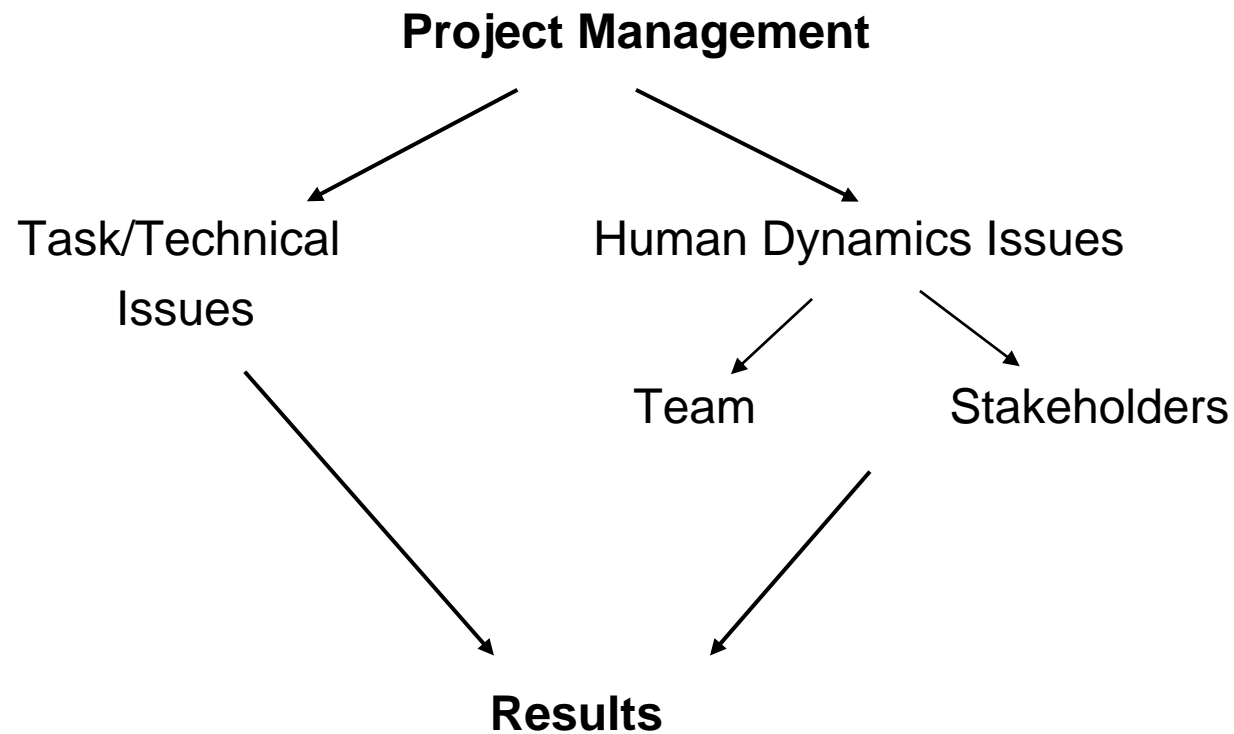 Project Management
Task/Technical
Issues
Human Dynamics Issues
Team
Stakeholders
Results